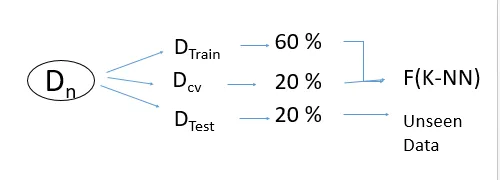 Dn
DTrain 60 %
Dcv 20 %
DTest 20 %
F(K-NN)
Unseen
Data